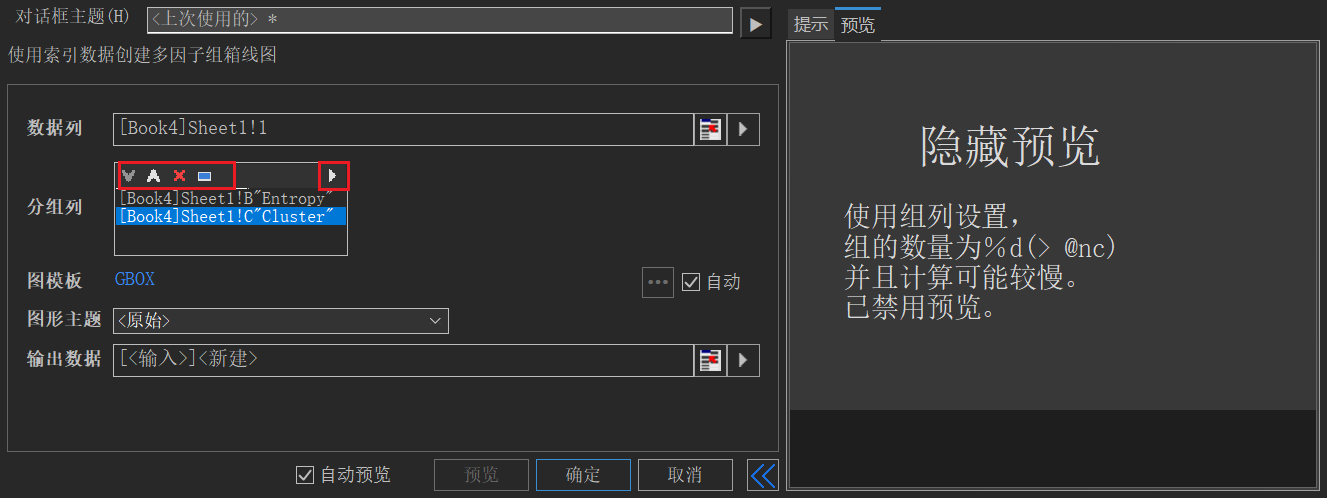 对话框主题(H)
<上次使用的> *
使用索引数据创建多因子组箱线图
数据列
[Book4]Sheet1!1
分组列
[Book4]Sheet1!B"Entropy"
[Book4]Sheet1!C"Cluster"
图模板
GBOX
自动
图形主题
<原始>
输出数据
[<输入>]<新建>
自动预览
预览
确定
取消
提示
预览
隐藏预览
使用组列设置，
组的数量为%d(> @nc)
并且计算可能较慢。
已禁用预览。